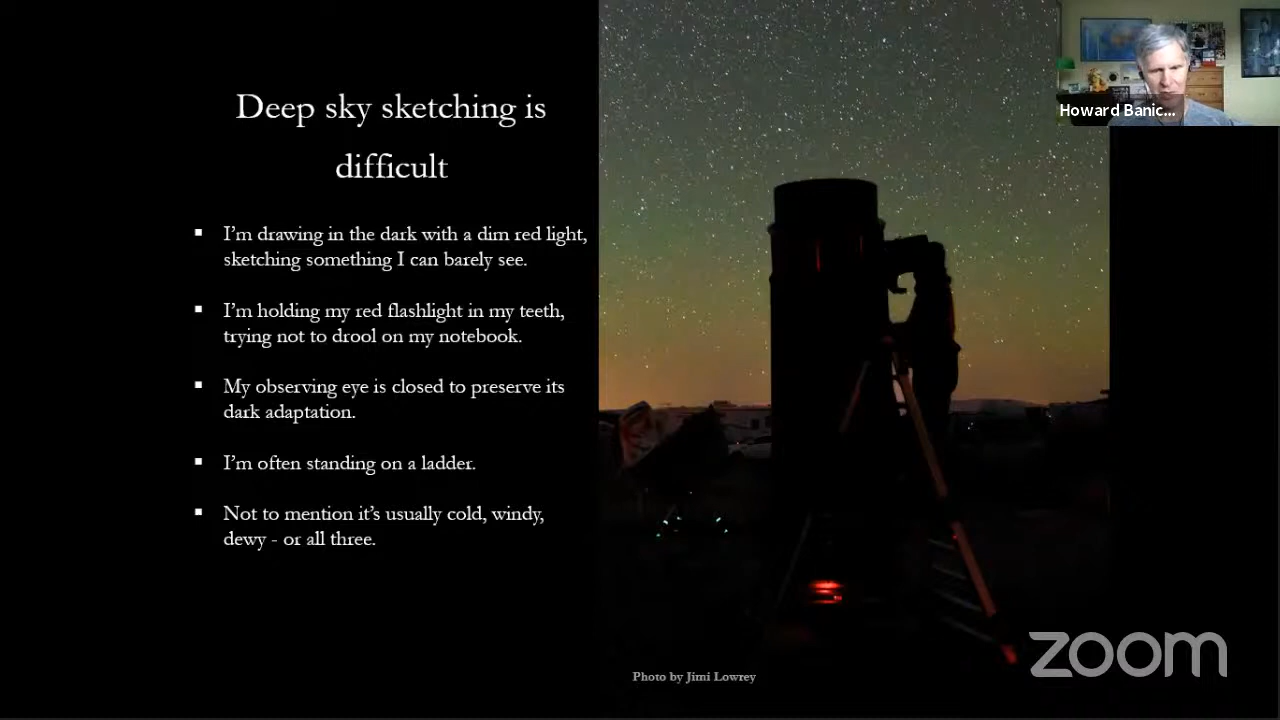 Deep sky sketching is
difficult
▪ I'm drawing in the dark with a dim red light,
sketching something I can barely see.
▪ I'm holding my red flashlight in my teeth,
trying not to drool on my notebook.
▪ My observing eye is closed to preserve its
dark adaptation.
▪ I'm often standing on a ladder.
▪ Not to mention it's usually cold, windy,
dewy - or all three.
Howard Banic...
Photo by Jimi Lowrey
zoom